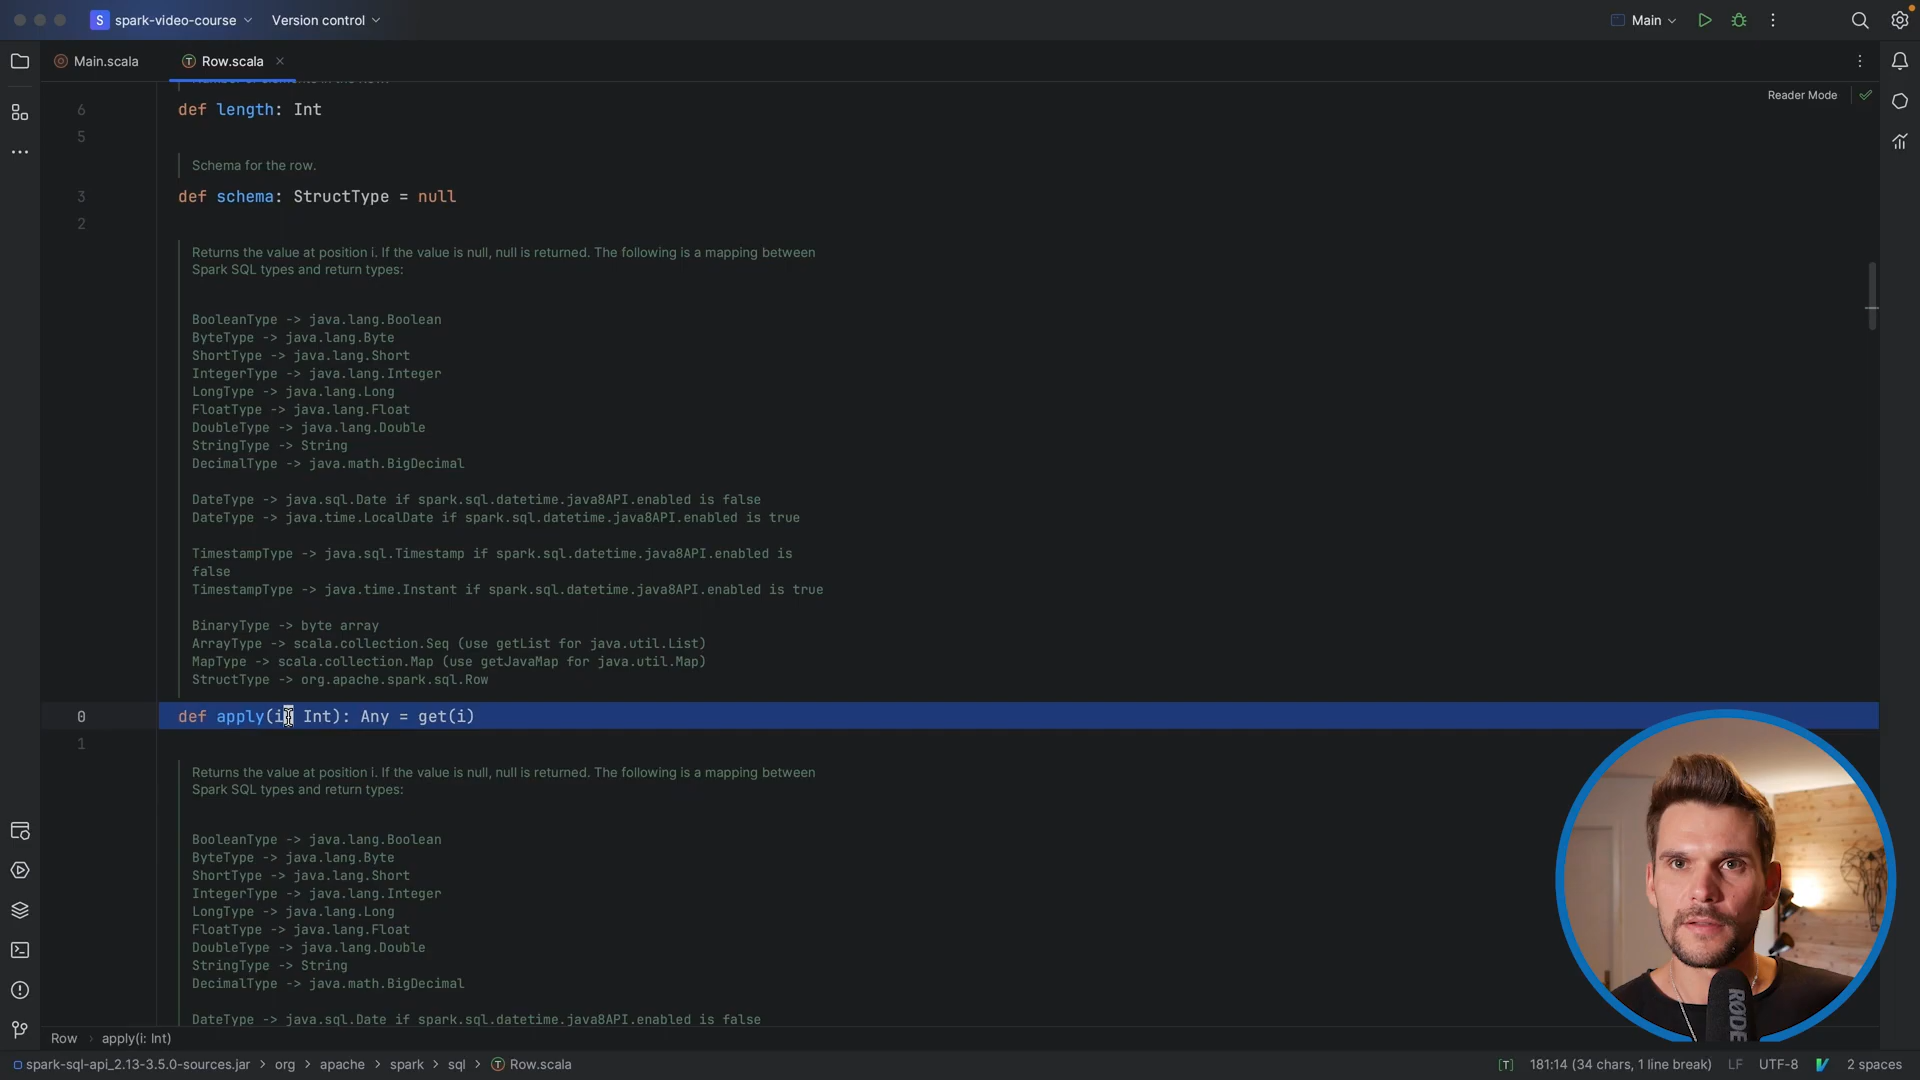 S spark-video-course Version control Main
Main.scala Row.scala
Reader Mode
6 def length: Int
5
Schema for the row.
3 def schema: StructType = null
2
Returns the value at position i. If the value is null, null is returned. The following is a mapping between
Spark SQL types and return types:
BooleanType -> java.lang.Boolean
ByteType -> java.lang.Byte
ShortType -> java.lang.Short
IntegerType -> java.lang.Integer
LongType -> java.lang.Long
FloatType -> java.lang.Float
DoubleType -> java.lang.Double
StringType -> String
DecimalType -> java.math.BigDecimal
DateType -> java.sql.Date if spark.sql.datetime.java8API.enabled is false
DateType -> java.time.LocalDate if spark.sql.datetime.java8API.enabled is true
TimestampType -> java.sql.Timestamp if spark.sql.datetime.java8API.enabled is
false
TimestampType -> java.time.Instant if spark.sql.datetime.java8API.enabled is true
BinaryType -> byte array
ArrayType -> scala.collection.Seq (use getList for java.util.List)
MapType -> scala.collection.Map (use getJavaMap for java.util.Map)
StructType -> org.apache.spark.sql.Row
0 def apply(i: Int): Any = get(i)
1
Returns the value at position i. If the value is null, null is returned. The following is a mapping between
Spark SQL types and return types:
BooleanType -> java.lang.Boolean
ByteType -> java.lang.Byte
ShortType -> java.lang.Short
IntegerType -> java.lang.Integer
LongType -> java.lang.Long
FloatType -> java.lang.Float
DoubleType -> java.lang.Double
StringType -> String
DecimalType -> java.math.BigDecimal
DateType -> java.sql.Date if spark.sql.datetime.java8API.enabled is false
RØDE
Row > apply(i: Int)
spark-sql-api_2.13-3.5.0-sources.jar > org > apache > spark > sql > Row.scala [T] 181:14 (34 chars, 1 line break) LF UTF-8 2 spaces